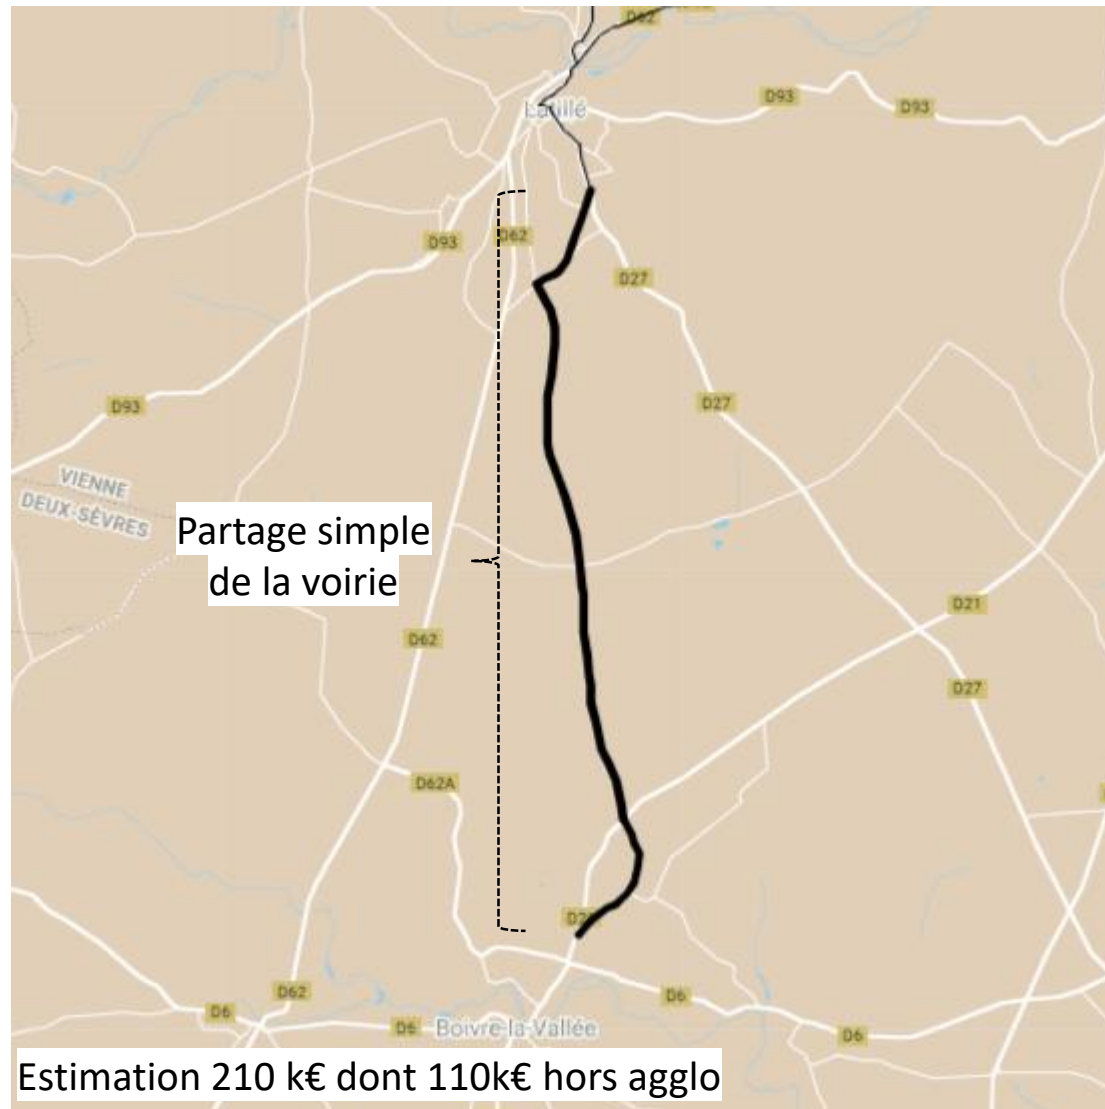 D62
D93
D93
Latillé
D62
D93
D27
D27
D93
VIENNE
DEUX-SÈVRES
Partage simple
de la voirie
D21
D62
D27
D62A
D62
D6
D6
D6
D6
Boivre-la-Vallée
Estimation 210 k€ dont 110k€ hors agglo